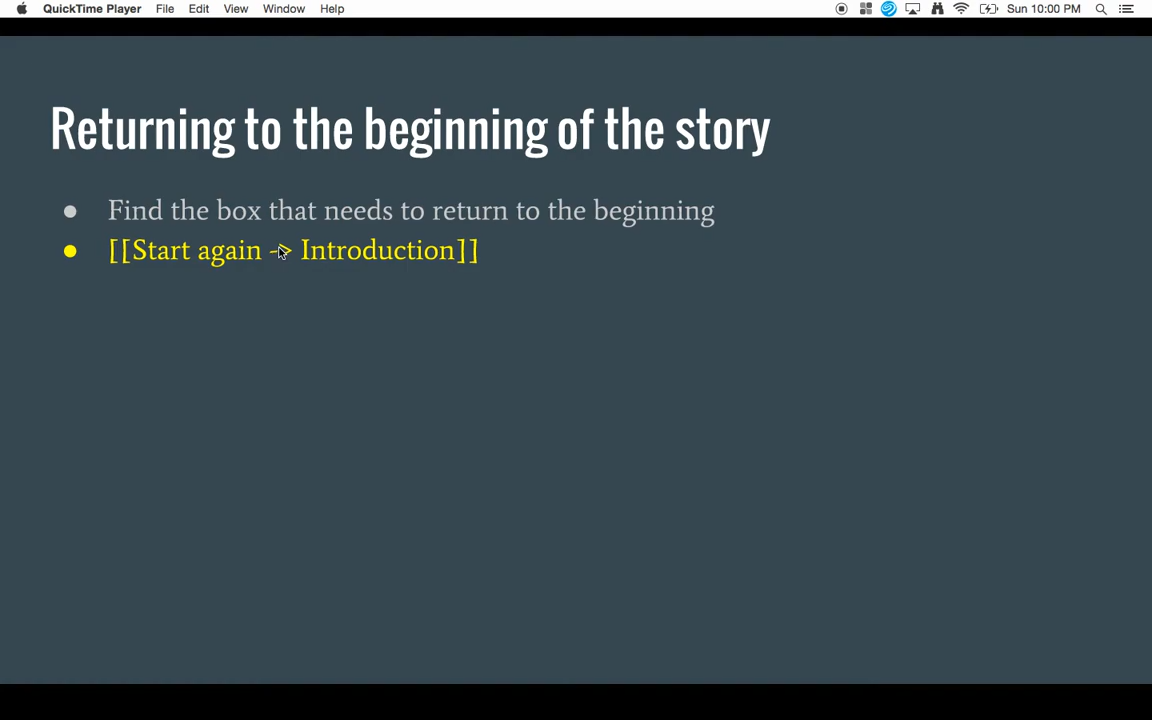 QuickTime Player File Edit View Window Help Sun 10:00 PM
Returning to the beginning of the story
● Find the box that needs to return to the beginning
● [[Start again -> Introduction]]